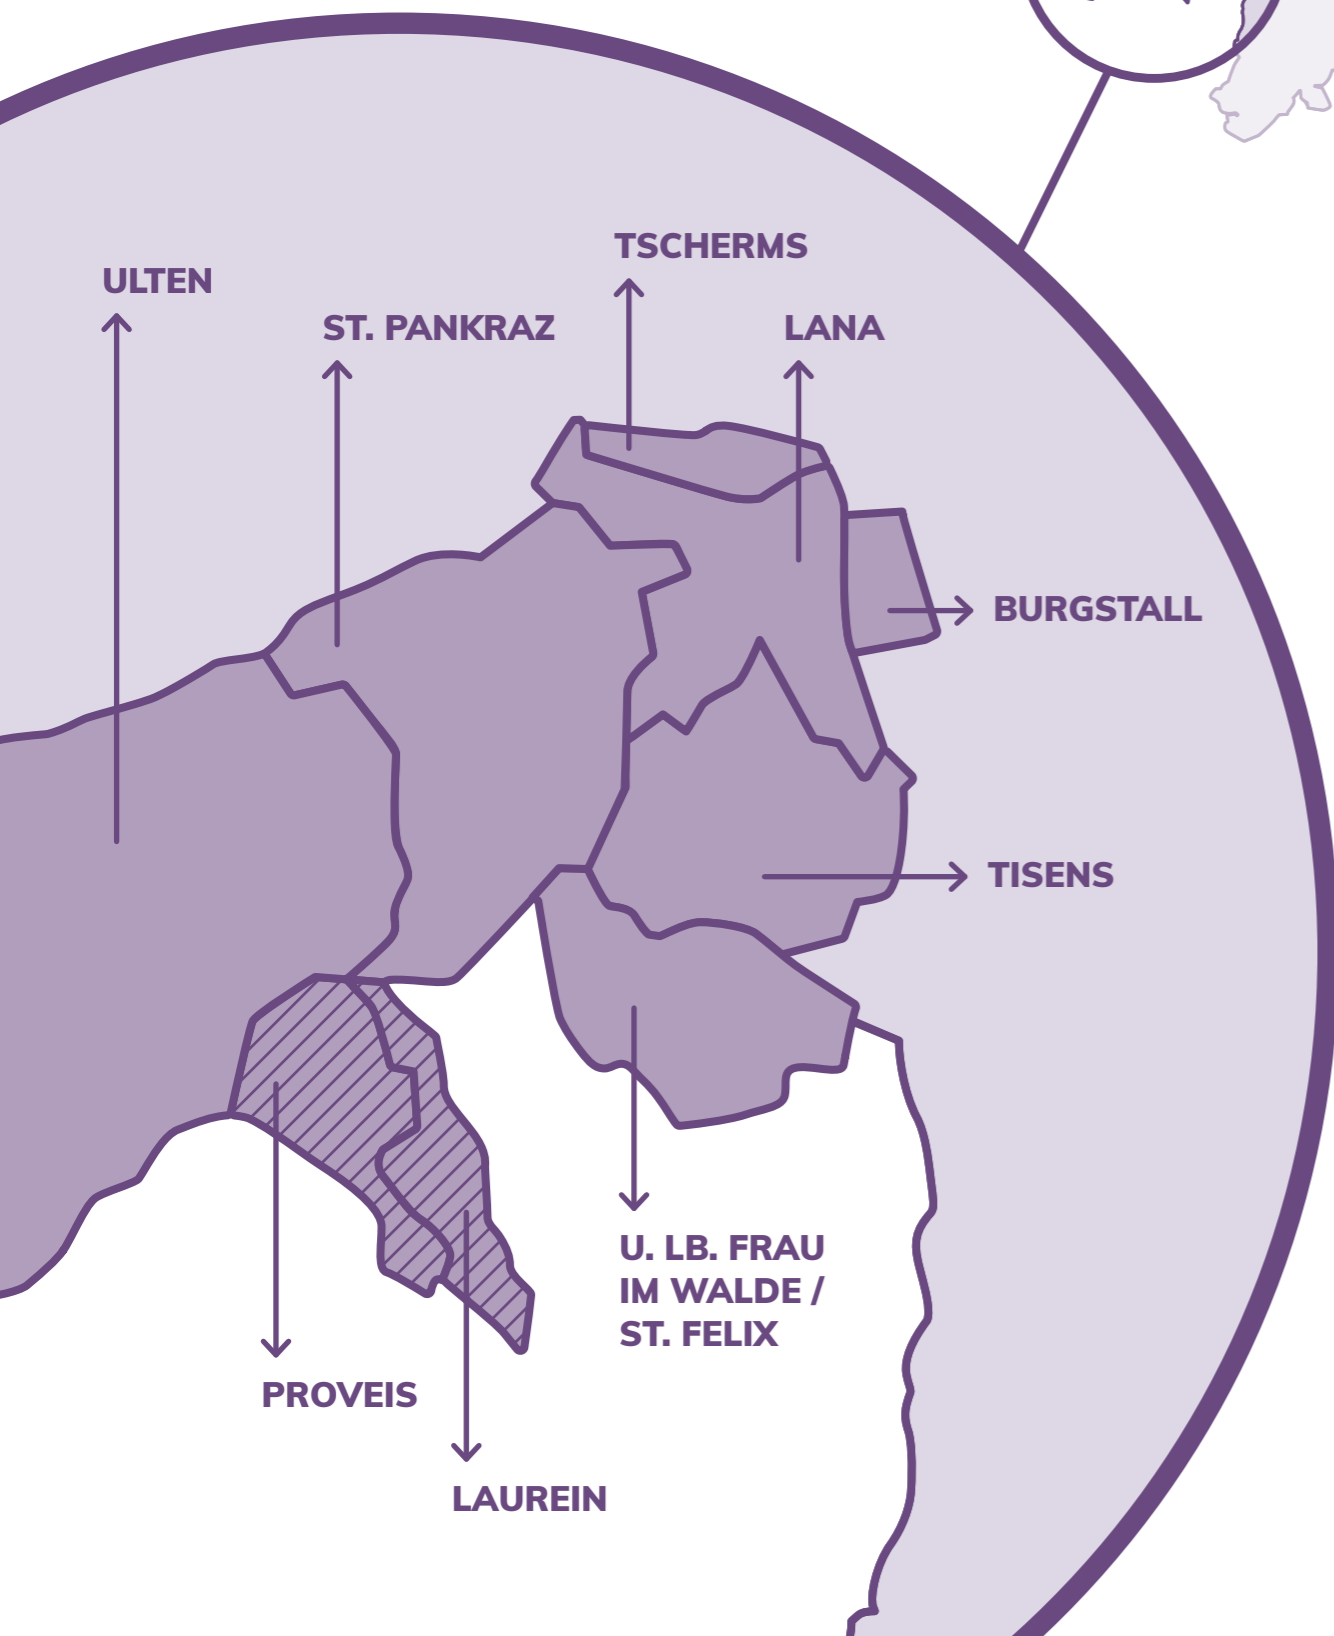 TSCHERMS
ULTEN
ST. PANKRAZ
LANA
BURGSTALL
TISENS
U. LB. FRAU
IM WALDE /
ST. FELIX
PROVEIS
LAUREIN